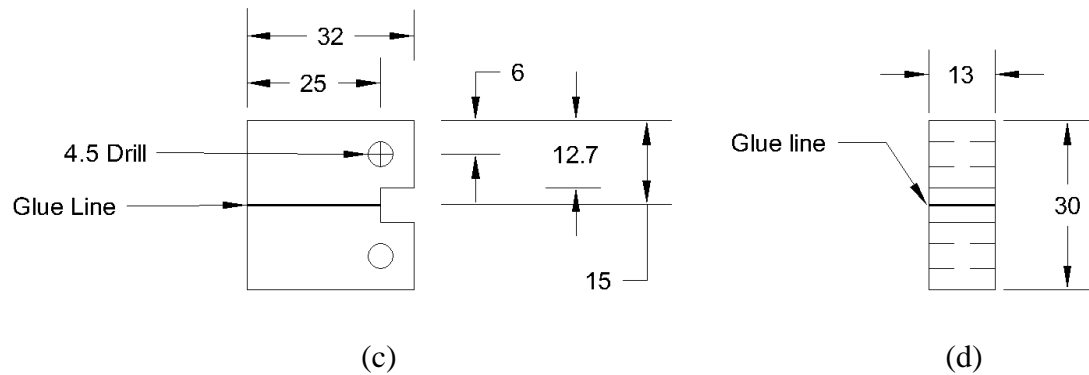 32
25
6
13
4.5 Drill
12.7
Glue line
Glue Line
30
15
(c)
(d)